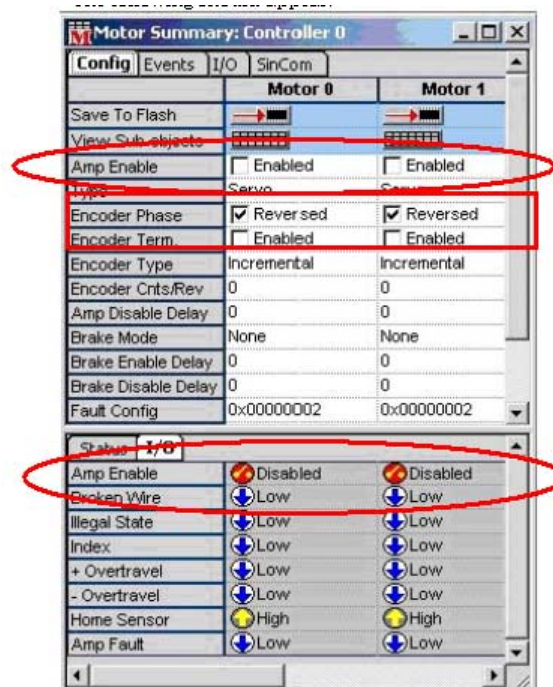 Motor Summary: Controller 0
Config Events I/O SinCom
Motor 0 Motor 1
Save To Flash
View Sub-objects
Amp Enable Enabled Enabled
Type Servo Servo
Encoder Phase Reversed Reversed
Encoder Term. Enabled Enabled
Encoder Type Incremental Incremental
Encoder Cnts/Rev 0 0
Amp Disable Delay 0 0
Brake Mode None None
Brake Enable Delay 0 0
Brake Disable Delay 0 0
Fault Config 0x00000002 0x00000002
Status I/O
Amp Enable Disabled Disabled
Broken Wire Low Low
Illegal State Low Low
Index Low Low
+ Overtravel Low Low
- Overtravel Low Low
Home Sensor High High
Amp Fault Low Low